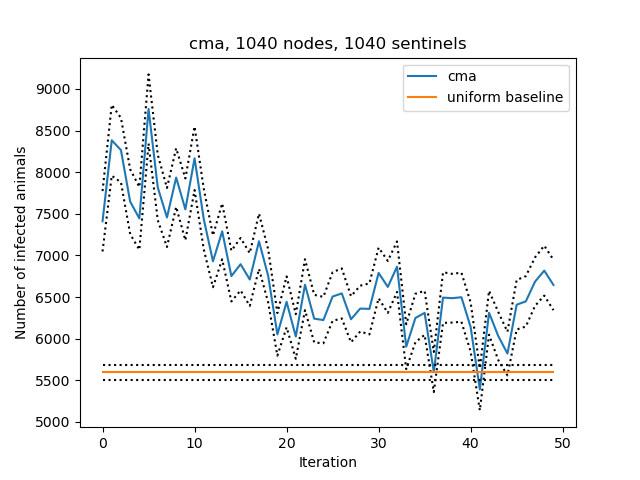 cma, 1040 nodes, 1040 sentinels
cma
uniform baseline
Number of infected animals
9000
8500
8000
7500
7000
6500
6000
5500
5000
0 10 20 30 40 50
Iteration